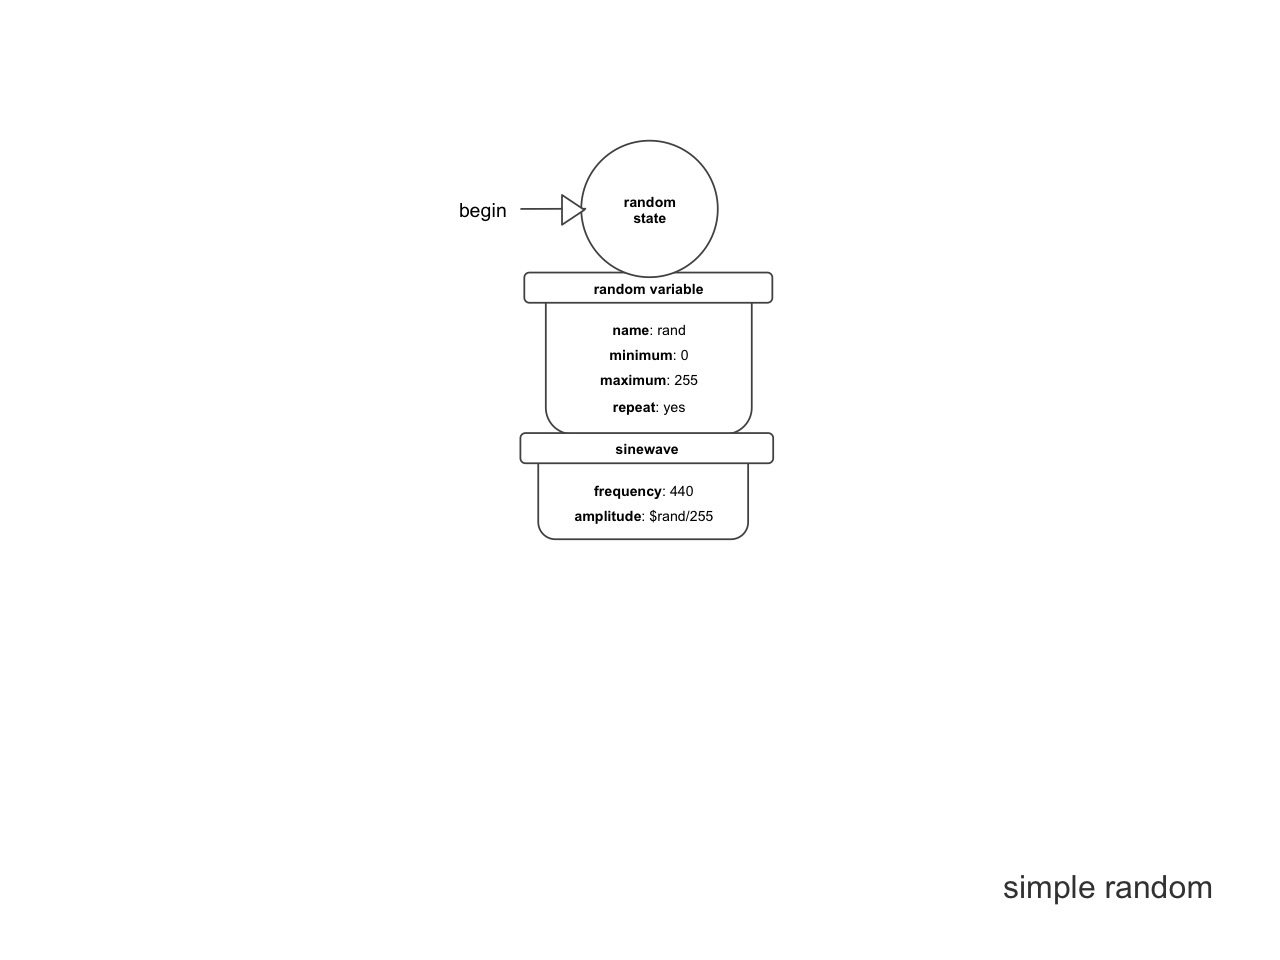 begin
random
state
random variable
name: rand
minimum: 0
maximum: 255
repeat: yes
sinewave
frequency: 440
amplitude: $rand/255
simple random